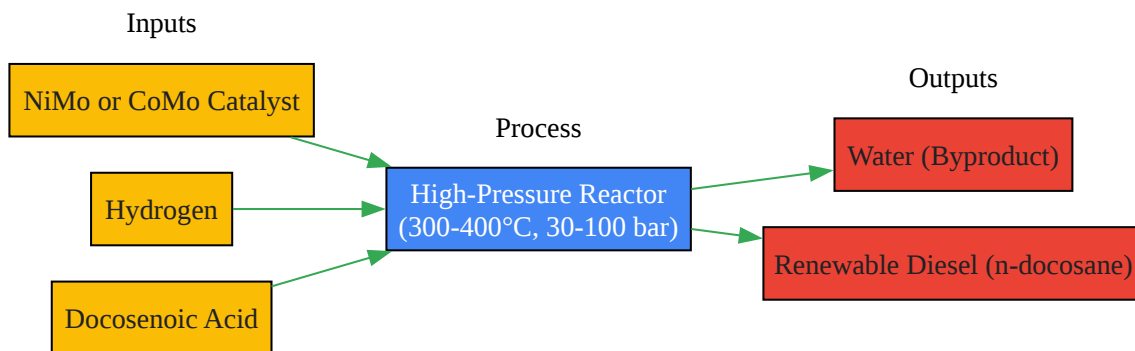 Inputs
NiMo or CoMo Catalyst
Hydrogen
Docosenoic Acid
Process
High-Pressure Reactor
(300-400°C, 30-100 bar)
Outputs
Water (Byproduct)
Renewable Diesel (n-docosane)